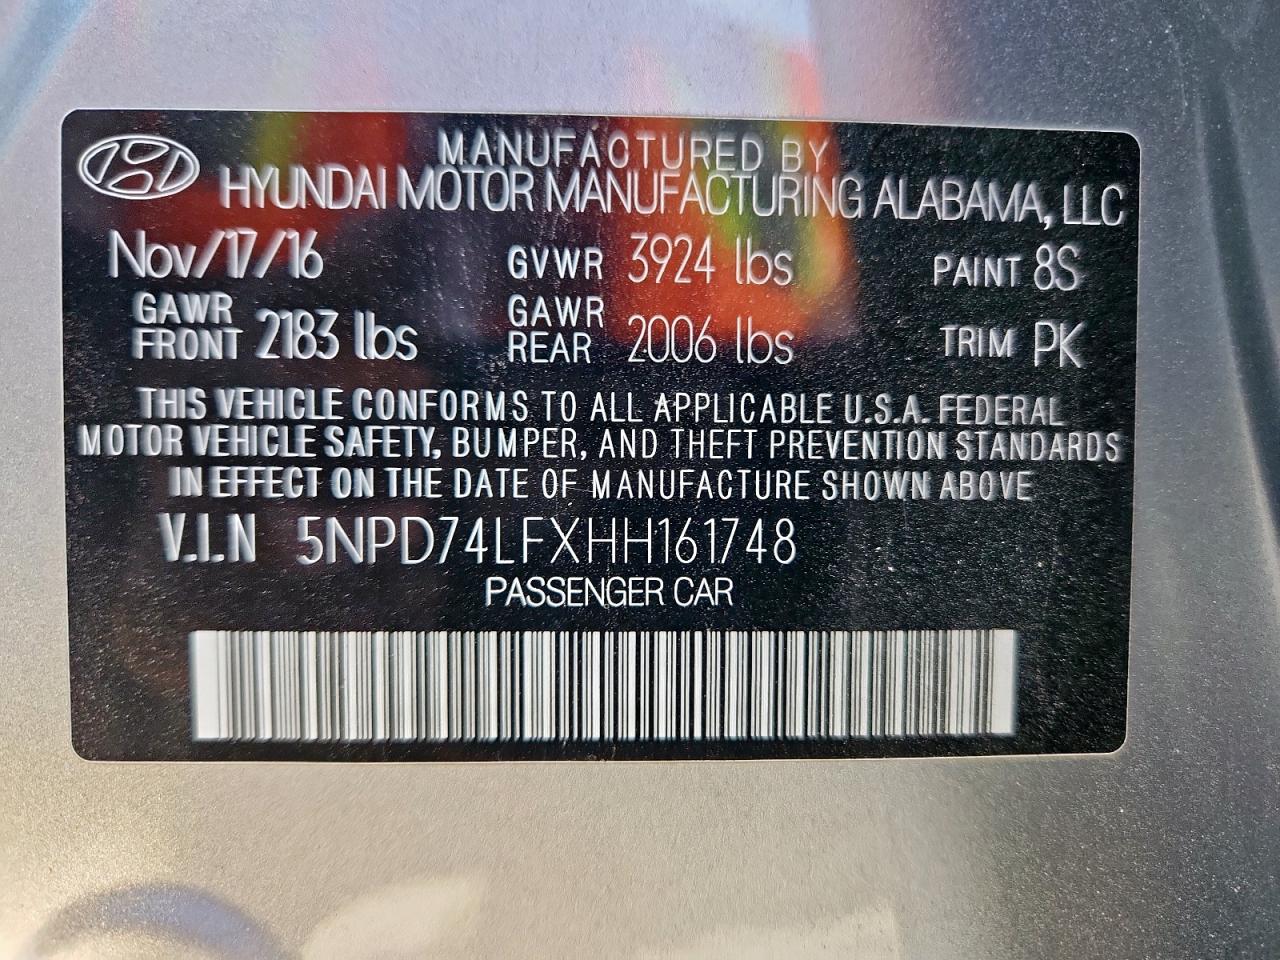 MANUFACTURED BY
HYUNDAI MOTOR MANUFACTURING ALABAMA, LLC
Nov/17/16 GVWR 3924 lbs PAINT 8S
GAWR FRONT 2183 lbs GAWR REAR 2006 lbs TRIM PK
THIS VEHICLE CONFORMS TO ALL APPLICABLE U.S.A. FEDERAL
MOTOR VEHICLE SAFETY, BUMPER, AND THEFT PREVENTION STANDARDS
IN EFFECT ON THE DATE OF MANUFACTURE SHOWN ABOVE
V.I.N 5NPD74LFXHH161748
PASSENGER CAR